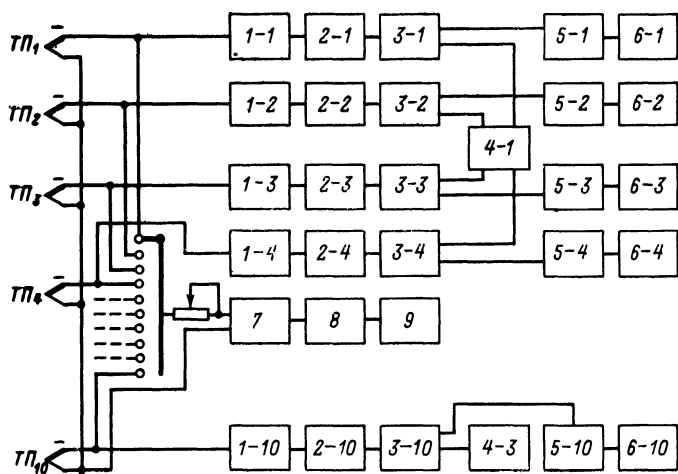 ТП1 − 1-1 2-1 3-1 5-1 6-1
ТП2 − 1-2 2-2 3-2 5-2 6-2
4-1
ТП3 − 1-3 2-3 3-3 5-3 6-3
ТП4 − 1-4 2-4 3-4 5-4 6-4
7 8 9
ТП10 − 1-10 2-10 3-10 4-3 5-10 6-10